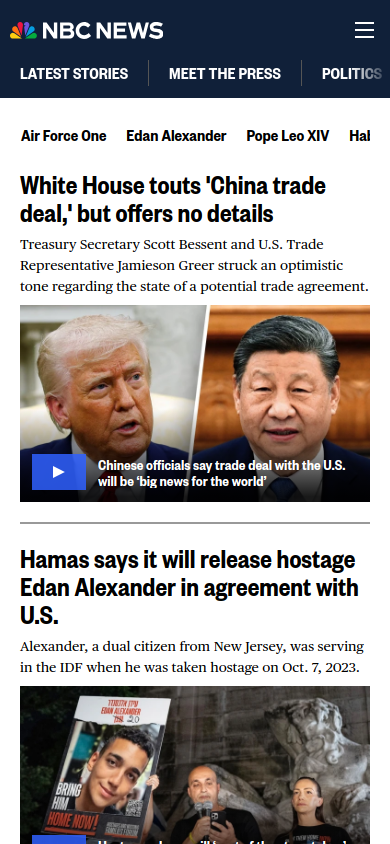 NBC NEWS
LATEST STORIES
MEET THE PRESS
POLITICS
Air Force One
Edan Alexander
Pope Leo XIV
White House touts 'China trade
deal,' but offers no details
Treasury Secretary Scott Bessent and U.S. Trade
Representative Jamieson Greer struck an optimistic
tone regarding the state of a potential trade agreement.
Chinese officials say trade deal with the U.S.
will be ‘big news for the world’
Hamas says it will release hostage
Edan Alexander in agreement with
U.S.
Alexander, a dual citizen from New Jersey, was serving
in the IDF when he was taken hostage on Oct. 7, 2023.
EDAN ALEXANDER
BRING
HIM
HOME NOW!